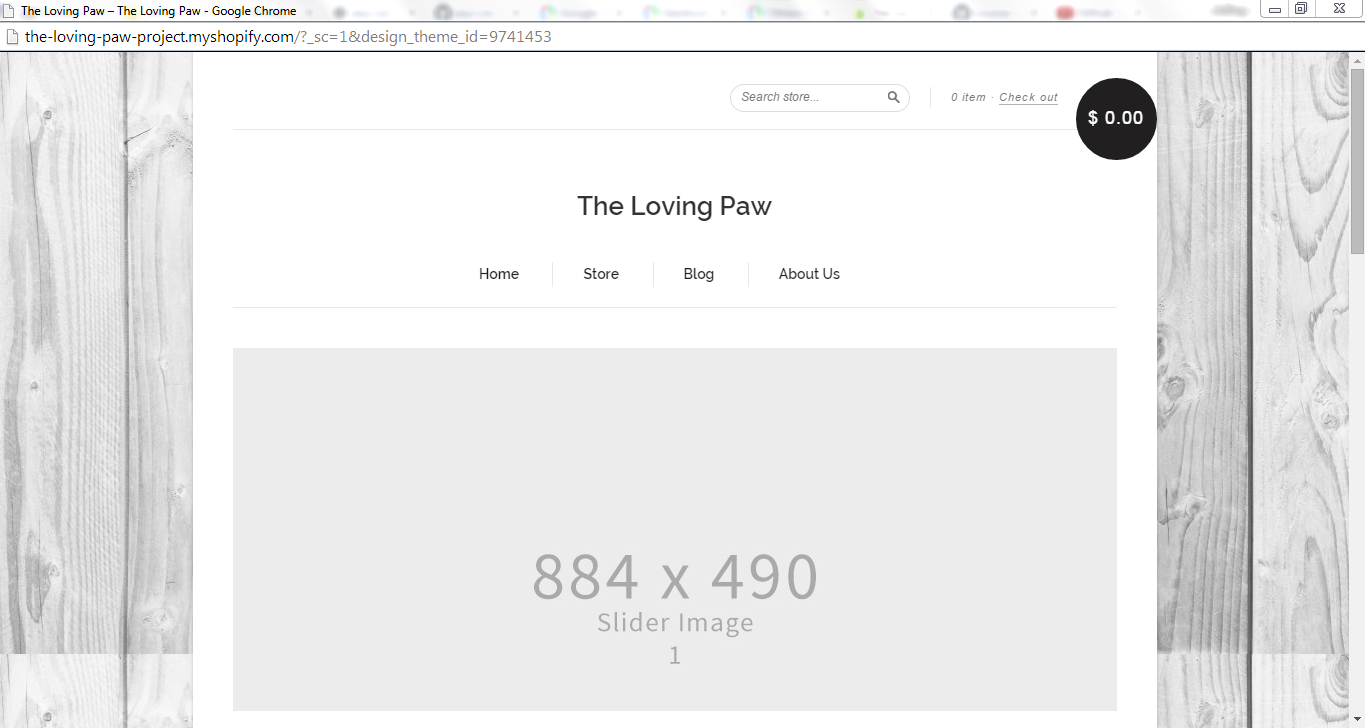 The Loving Paw – The Loving Paw - Google Chrome
the-loving-paw-project.myshopify.com/?_sc=1&design_theme_id=9741453
Search store...
0 item · Check out
$ 0.00
The Loving Paw
Home Store Blog About Us
884 x 490
Slider Image
1